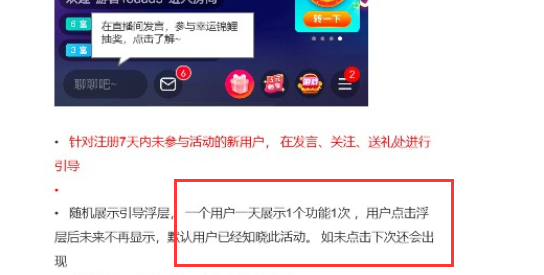 转一下
6 富
在直播间发言，参与幸运锦鲤
抽奖，点击了解~
3 富
聊聊吧~
6
2
• 针对注册7天内未参与活动的新用户， 在发言、关注、送礼处进行
引导
•
• 随机展示引导浮层， 一个用户一天展示1个功能1次 ，用户点击浮
层后未来不再显示，默认用户已经知晓此活动。 如未点击下次还会出
现